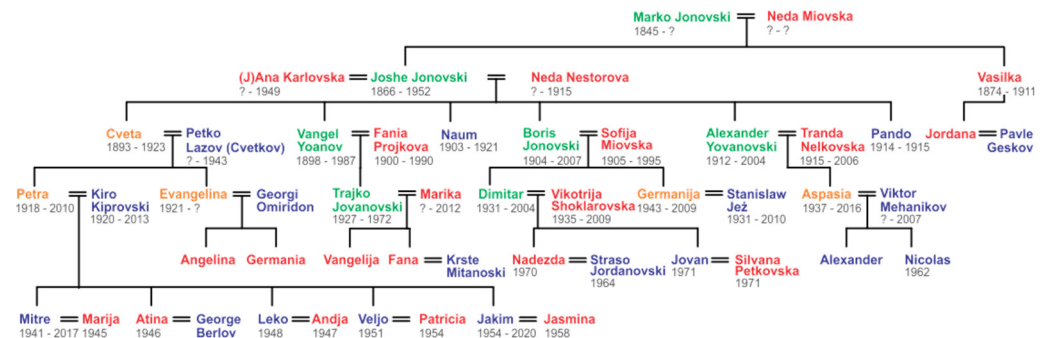 Marko Jonovski = Neda Miovska
1845 - ? ? - ?
(J)Ana Karlovska = Joshe Jonovski = Neda Nestorova Vasilka
? - 1949 1866 - 1952 ? - 1915 1874 - 1911
Cveta = Petko Vangel = Fania Naum Boris = Sofija Alexander = Tranda Pando Jordana = Pavle
1893 - 1923 Lazov (Cvetkov) Yoanov Projkova 1903 - 1921 Jonovski Miovska Yovanovski Nelkovska 1914 - 1915 Geskov
? - 1943 1898 - 1987 1900 - 1990 1904 - 2007 1905 - 1995 1912 - 2004 1915 - 2006
Petra = Kiro Evangelina = Georgi Trajko = Marika Dimitar = Vikotrija Germanija = Stanislaw Aspasia = Viktor
1918 - 2010 Kiprovski 1921 - ? Omiridon Jovanovski ? - 2012 1931 - 2004 Shoklarovska 1943 - 2009 Jeż 1937 - 2016 Mehanikov
1920 - 2013 1927 - 1972 1935 - 2009 1931 - 2010 ? - 2007
Angelina Germania Vangelija Fana = Krste Nadezda = Straso Jovan = Silvana Alexander Nicolas
Mitanoski 1970 Jordanovski 1971 Petkovska 1962
1964 1971
Mitre = Marija Atina = George Leko = Andja Veljo = Patricia Jakim = Jasmina
1941 - 2017 1945 1946 Berlov 1948 1947 1951 1954 1954 - 2020 1958